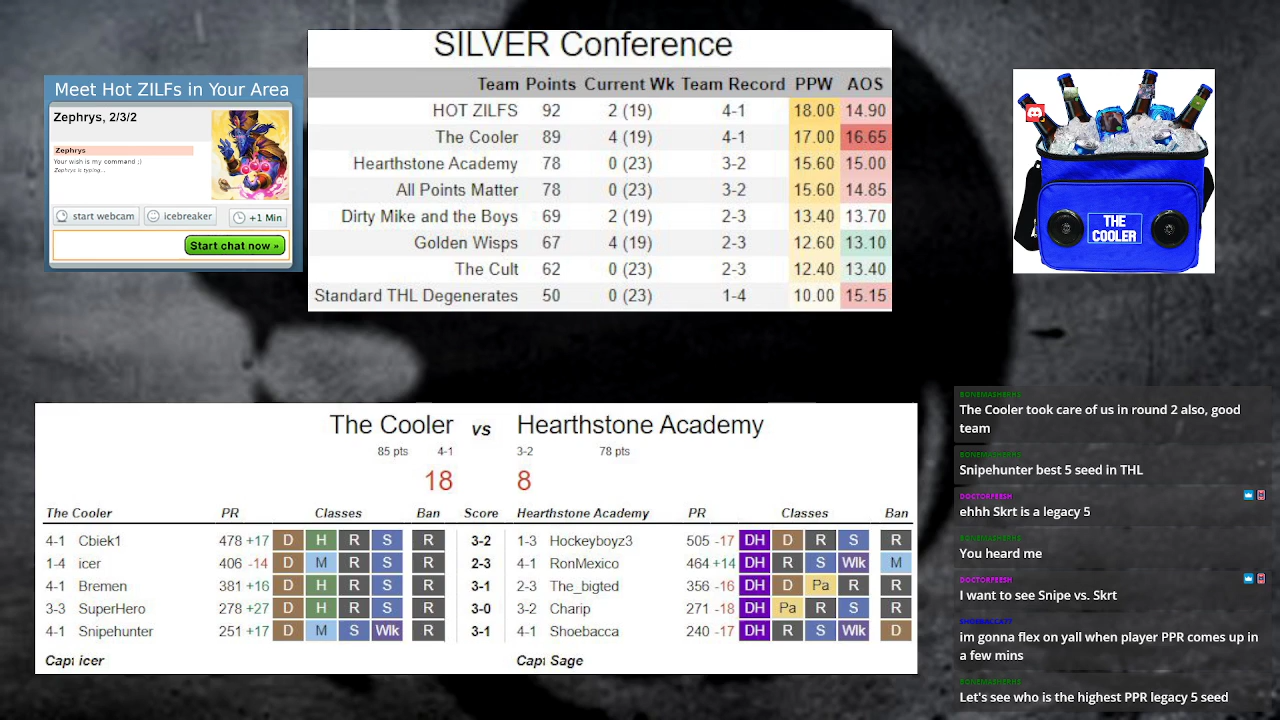 Meet Hot ZILFs in Your Area
Zephrys, 2/3/2
Zephrys
Your wish is my command ;)
Zephrys is typing...
start webcam icebreaker +1 Min
Start chat now »
SILVER Conference
Team Points Current Wk Team Record PPW AOS
HOT ZILFS 92 2 (19) 4-1 18.00 14.90
The Cooler 89 4 (19) 4-1 17.00 16.65
Hearthstone Academy 78 0 (23) 3-2 15.60 15.00
All Points Matter 78 0 (23) 3-2 15.60 14.85
Dirty Mike and the Boys 69 2 (19) 2-3 13.40 13.70
Golden Wisps 67 4 (19) 2-3 12.60 13.10
The Cult 62 0 (23) 2-3 12.40 13.40
Standard THL Degenerates 50 0 (23) 1-4 10.00 15.15
THE
COOLER
The Cooler vs Hearthstone Academy
85 pts 4-1 3-2 78 pts
18 8
The Cooler PR Classes Ban Score Hearthstone Academy PR Classes Ban
4-1 Cbiek1 478 +17 D H R S R 3-2 1-3 Hockeyboyz3 505 -17 DH D R S R
1-4 icer 406 -14 D M R S R 2-3 4-1 RonMexico 464 +14 DH R S Wlk M
4-1 Bremen 381 +16 D H R S R 3-1 2-3 The_bigted 356 -16 DH D Pa R R
3-3 SuperHero 278 +27 D H R S R 3-0 3-2 Charip 271 -18 DH Pa R S R
4-1 Snipehunter 251 +17 D M S Wlk R 3-1 4-1 Shoebacca 240 -17 DH R S Wlk D
Capt icer Capt Sage
BONEMASHERHS
The Cooler took care of us in round 2 also, good
team
BONEMASHERHS
Snipehunter best 5 seed in THL
DOCTORFEESH
ehhh Skrt is a legacy 5
BONEMASHERHS
You heard me
DOCTORFEESH
I want to see Snipe vs. Skrt
im gonna flex on yall when player PPR comes up in
a few mins
BONEMASHERHS
Let's see who is the highest PPR legacy 5 seed